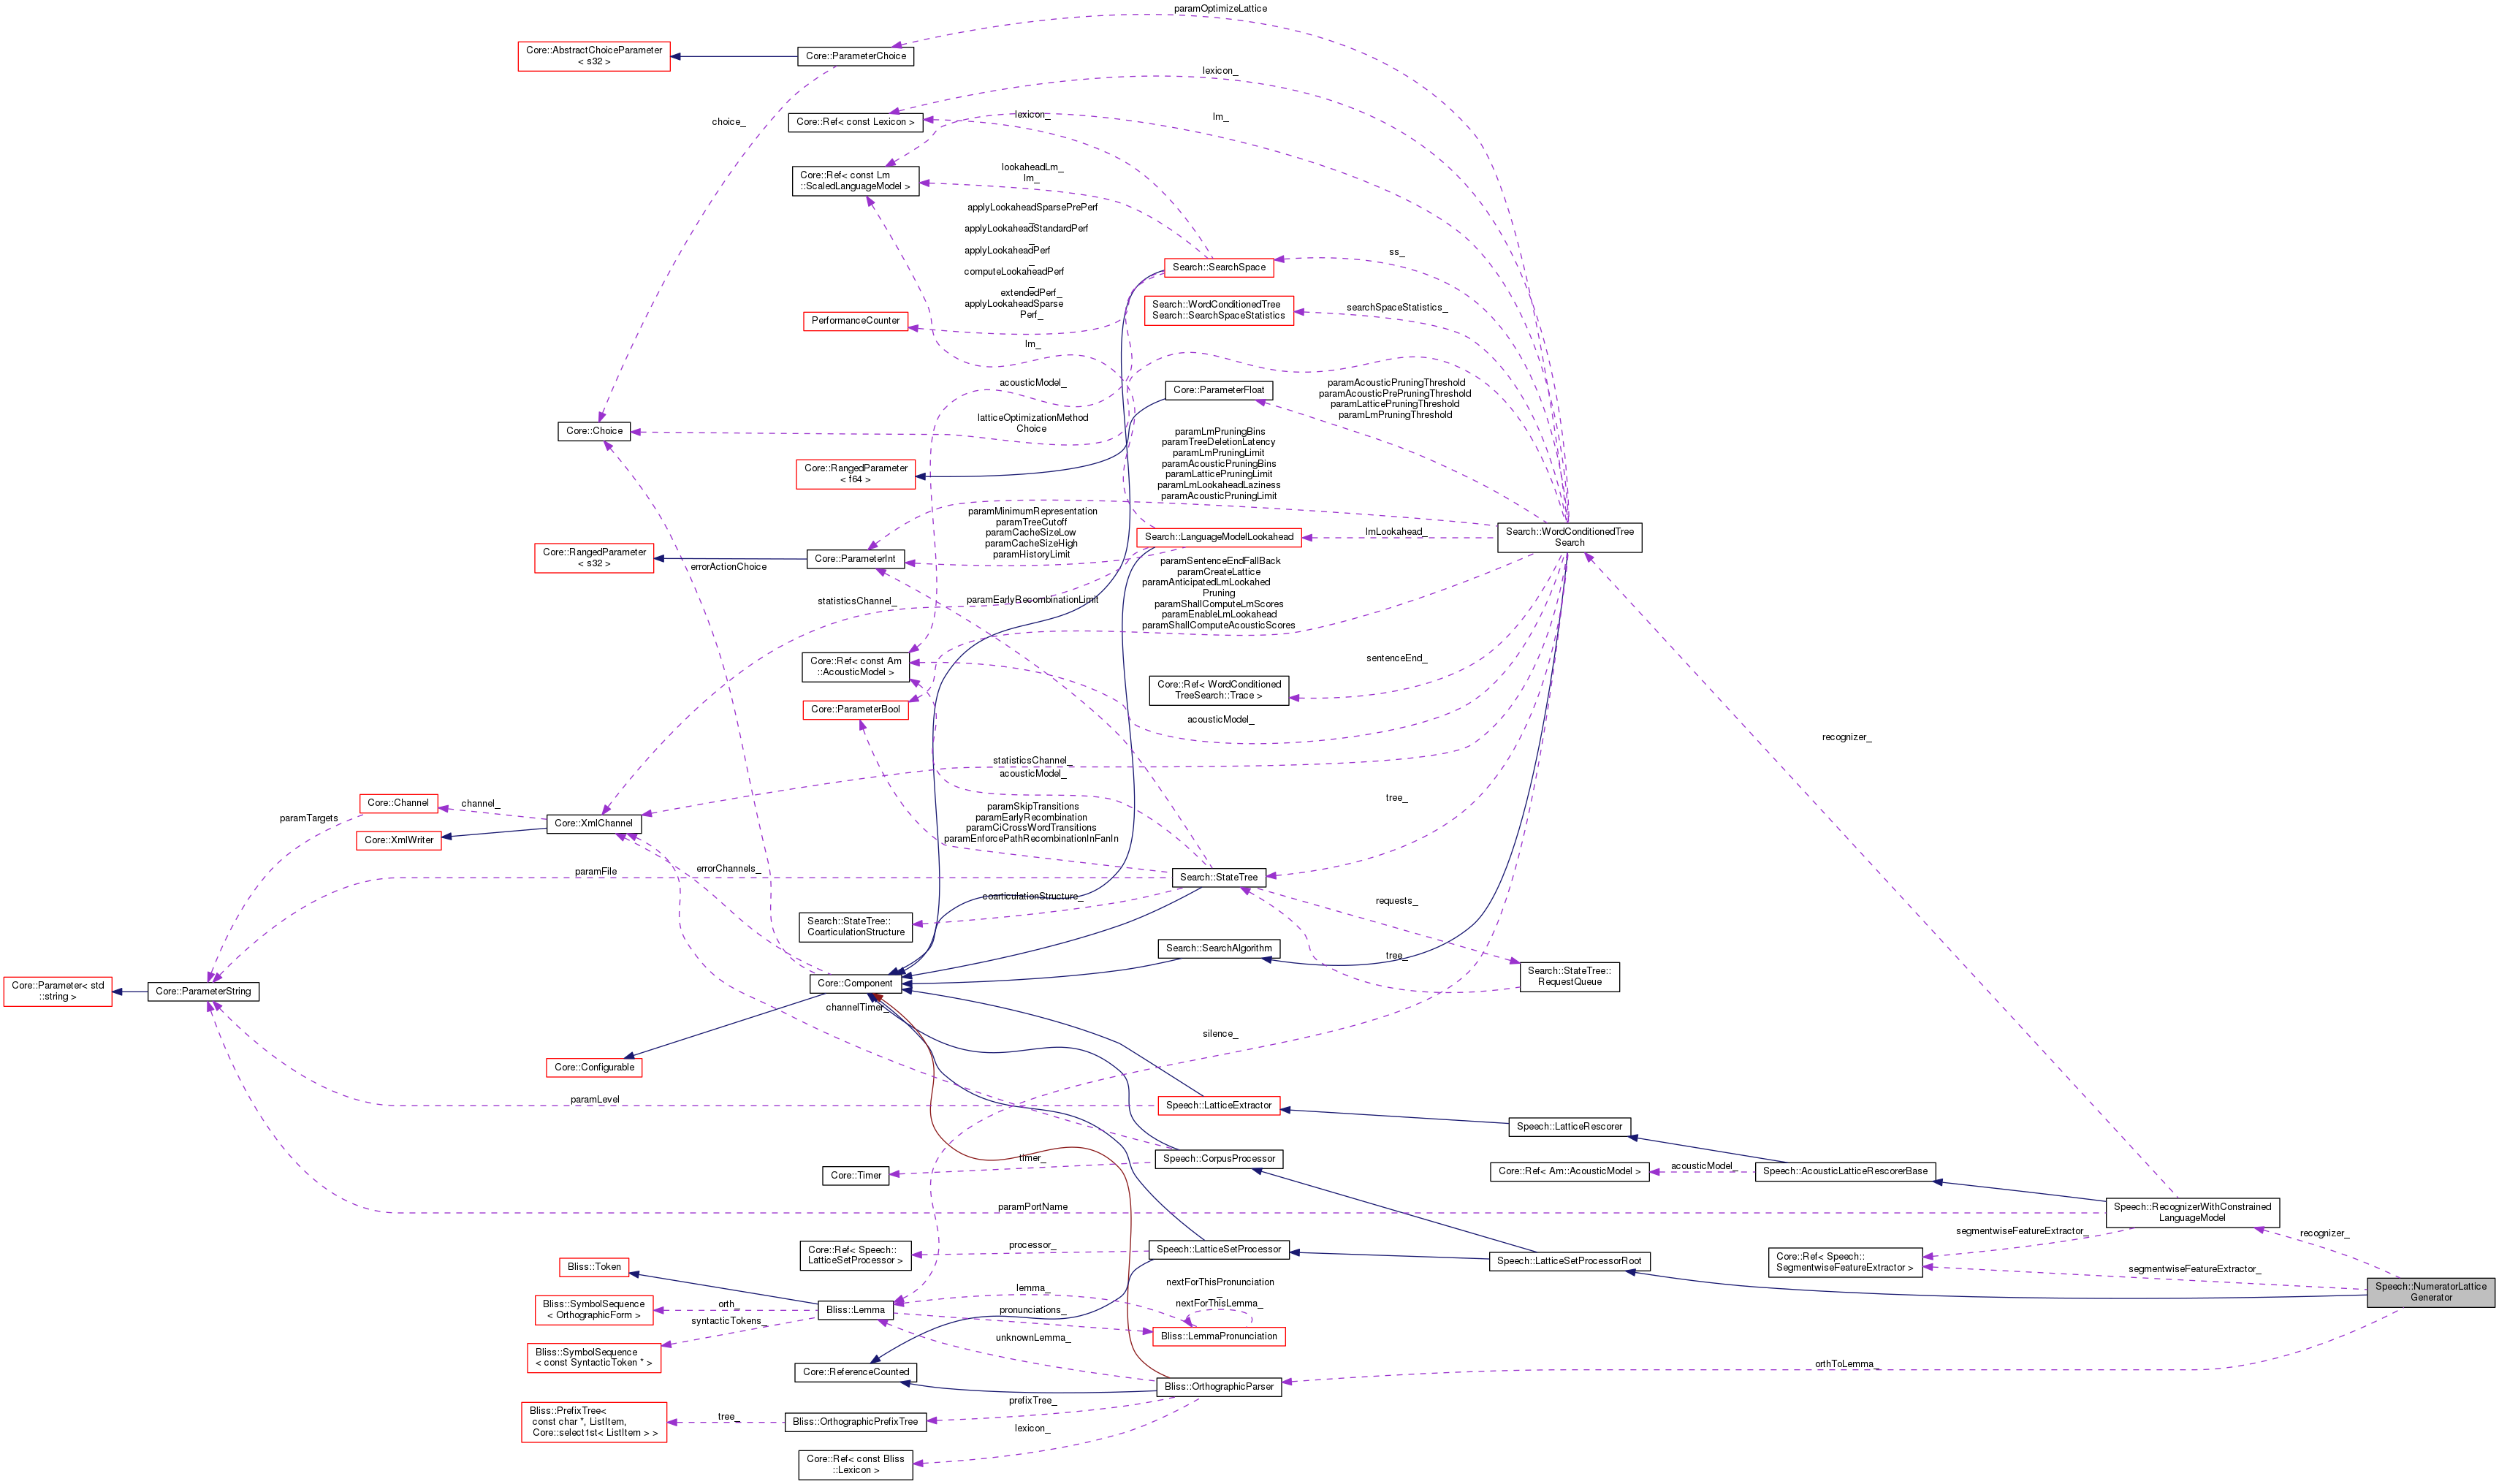 paramOptimizeLattice
Core::AbstractChoiceParameter
< s32 >
Core::ParameterChoice
lexicon_
choice_
Core::Ref< const Lexicon >
lexicon_
lm_
Core::Ref< const Lm
::ScaledLanguageModel >
lookaheadLm_
lm_
applyLookaheadSparsePrePerf
_
applyLookaheadStandardPerf
_
applyLookaheadPerf
_
computeLookaheadPerf
_
extendedPerf_
applyLookaheadSparse
Perf_
Search::SearchSpace
ss_
Search::WordConditionedTree
Search::SearchSpaceStatistics
searchSpaceStatistics_
PerformanceCounter
lm_
acousticModel_
Core::ParameterFloat
paramAcousticPruningThreshold
paramAcousticPrePruningThreshold
paramLatticePruningThreshold
paramLmPruningThreshold
latticeOptimizationMethod
Choice
Core::Choice
Core::RangedParameter
< f64 >
paramLmPruningBins
paramTreeDeletionLatency
paramLmPruningLimit
paramAcousticPruningBins
paramLatticePruningLimit
paramLmLookaheadLaziness
paramAcousticPruningLimit
paramMinimumRepresentation
paramTreeCutoff
paramCacheSizeLow
paramCacheSizeHigh
paramHistoryLimit
Search::LanguageModelLookahead
lmLookahead_
Search::WordConditionedTree
Search
Core::RangedParameter
< s32 >
Core::ParameterInt
errorActionChoice
statisticsChannel_
paramEarlyRecombinationLimit
paramSentenceEndFallBack
paramCreateLattice
paramAnticipatedLmLookahed
Pruning
paramShallComputeLmScores
paramEnableLmLookahead
paramShallComputeAcousticScores
Core::Ref< const Am
::AcousticModel >
sentenceEnd_
Core::Ref< WordConditioned
TreeSearch::Trace >
Core::ParameterBool
acousticModel_
recognizer_
statisticsChannel_
acousticModel_
tree_
Core::Channel
channel_
paramTargets
Core::XmlChannel
Core::XmlWriter
paramSkipTransitions
paramEarlyRecombination
paramCiCrossWordTransitions
paramEnforcePathRecombinationInFanIn
paramFile
errorChannels_
Search::StateTree
coarticulationStructure_
requests_
Search::StateTree::
CoarticulationStructure
Search::SearchAlgorithm
tree_
Search::StateTree::
RequestQueue
Core::Parameter< std
::string >
Core::ParameterString
Core::Component
channelTimer_
silence_
Core::Configurable
paramLevel
Speech::LatticeExtractor
Speech::LatticeRescorer
Core::Timer
timer_
Speech::CorpusProcessor
Core::Ref< Am::AcousticModel >
acousticModel_
Speech::AcousticLatticeRescorerBase
paramPortName
Speech::RecognizerWithConstrained
LanguageModel
Core::Ref< Speech::
LatticeSetProcessor >
processor_
Speech::LatticeSetProcessor
Speech::LatticeSetProcessorRoot
segmentwiseFeatureExtractor_
recognizer_
Core::Ref< Speech::
SegmentwiseFeatureExtractor >
segmentwiseFeatureExtractor_
Speech::NumeratorLattice
Generator
Bliss::Token
Bliss::SymbolSequence
< OrthographicForm >
orth_
Bliss::Lemma
lemma_
pronunciations_
nextForThisPronunciation
_
nextForThisLemma_
Bliss::LemmaPronunciation
syntacticTokens_
Bliss::SymbolSequence
< const SyntacticToken * >
unknownLemma_
Core::ReferenceCounted
orthToLemma_
Bliss::OrthographicParser
prefixTree_
Bliss::PrefixTree<
const char *, ListItem,
Core::select1st< ListItem > >
tree_
Bliss::OrthographicPrefixTree
lexicon_
Core::Ref< const Bliss
::Lexicon >